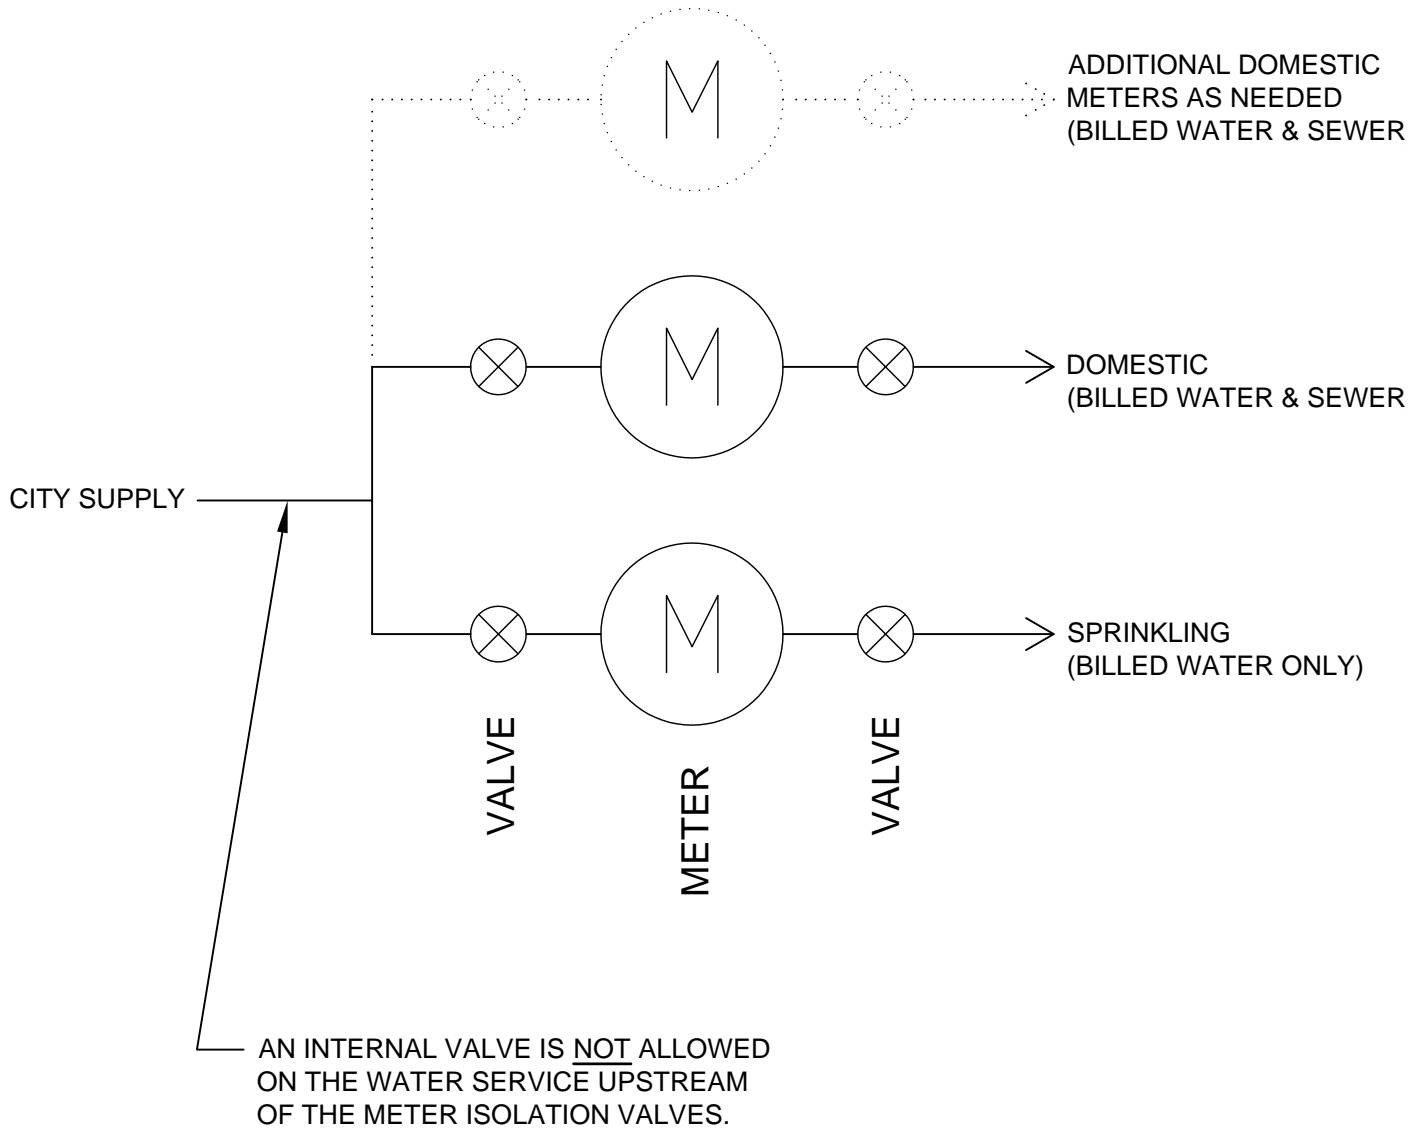 M
ADDITIONAL DOMESTIC
METERS AS NEEDED
(BILLED WATER & SEWER
M
DOMESTIC
(BILLED WATER & SEWER
CITY SUPPLY
M
SPRINKLING
(BILLED WATER ONLY)
VALVE
METER
VALVE
AN INTERNAL VALVE IS NOT ALLOWED
ON THE WATER SERVICE UPSTREAM
OF THE METER ISOLATION VALVES.